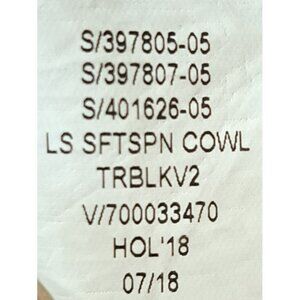 S/397805-05
S/397807-05
S/401626-05
LS SFTSPN COWL
TRBLKV2
V/700033470
HOL'18
07/18